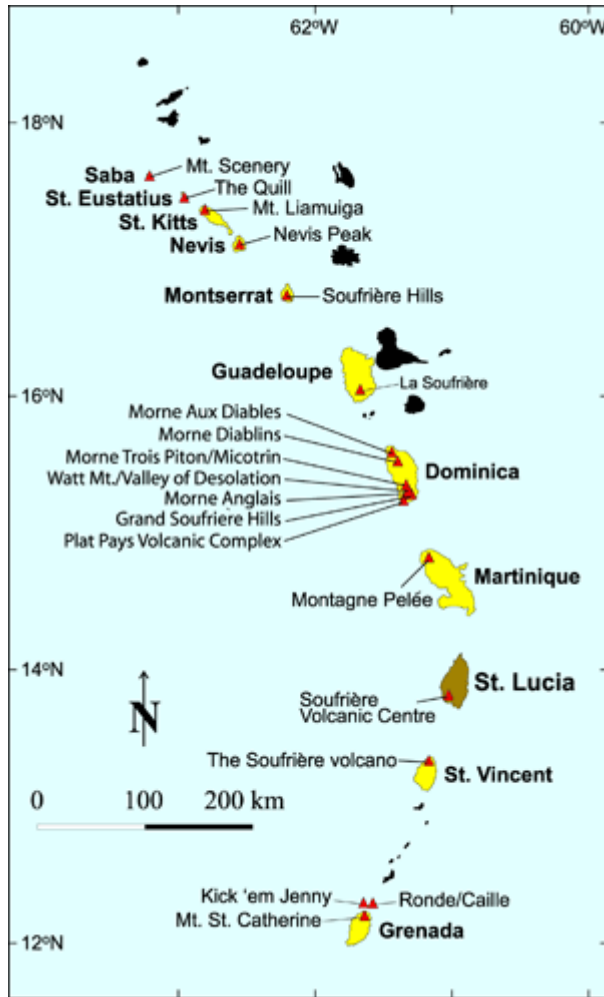 62ºW
60ºW
18ºN
Saba
Mt. Scenery
St. Eustatius
The Quill
St. Kitts
Mt. Liamuiga
Nevis
Nevis Peak
Montserrat
Soufrière Hills
Guadeloupe
16ºN
La Soufrière
Morne Aux Diables
Morne Diablins
Morne Trois Piton/Micotrin
Watt Mt./Valley of Desolation
Morne Anglais
Grand Soufriere Hills
Plat Pays Volcanic Complex
Dominica
Martinique
Montagne Pelée
14ºN
St. Lucia
Soufrière
Volcanic Centre
N
The Soufrière volcano
St. Vincent
0 100 200 km
Kick 'em Jenny
Ronde/Caille
Mt. St. Catherine
Grenada
12ºN